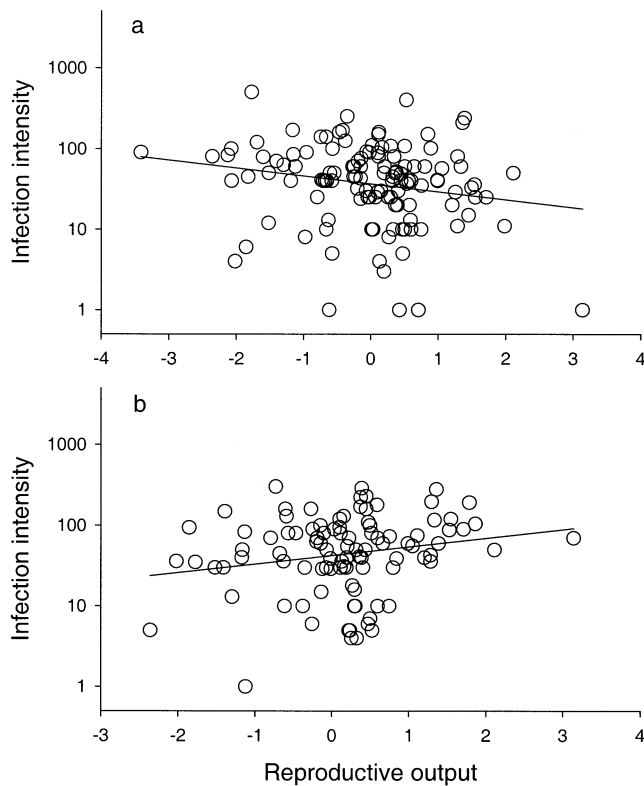 a
Infection intensity
1000
100
10
1
-4 -3 -2 -1 0 1 2 3 4
b
Infection intensity
1000
100
10
1
-3 -2 -1 0 1 2 3 4
Reproductive output